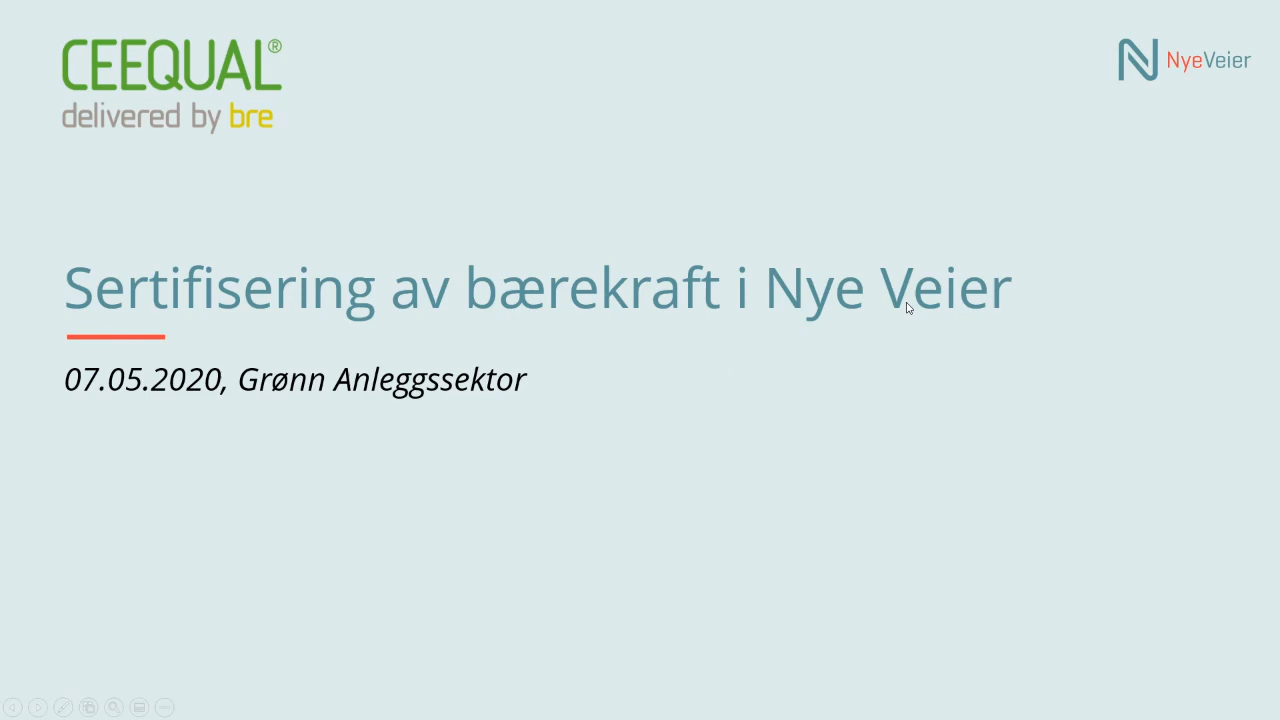 CEEQUAL®
delivered by bre
NyeVeier
Sertifisering av bærekraft i Nye Veier
07.05.2020, Grønn Anleggssektor